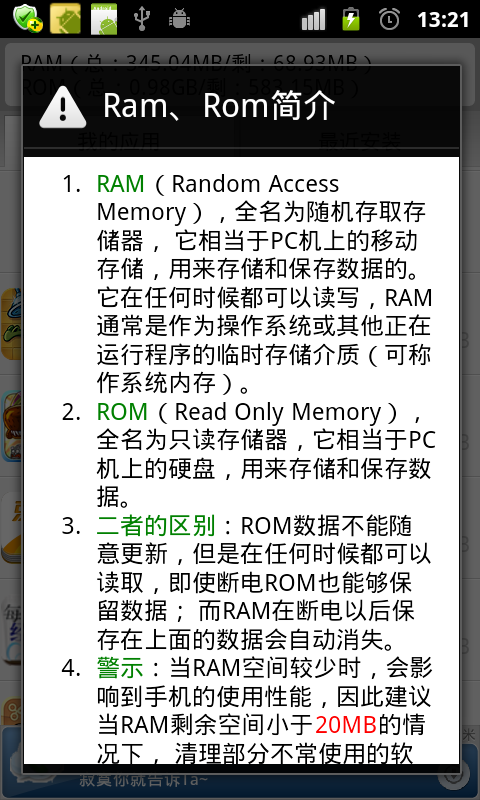 13:21
RAM（总：345.04MB/剩：68.93MB）
ROM（总：0.98GB/剩：583.15MB）
Ram、Rom简介
我的应用 最近安装
1. RAM（Random Access
Memory），全名为随机存取存
储器， 它相当于PC机上的移动
存储，用来存储和保存数据的。
它在任何时候都可以读写，RAM
通常是作为操作系统或其他正在
运行程序的临时存储介质（可称
作系统内存）。
2. ROM（Read Only Memory），
全名为只读存储器，它相当于PC
机上的硬盘，用来存储和保存数
据。
3. 二者的区别：ROM数据不能随
意更新，但是在任何时候都可以
读取，即使断电ROM也能够保
留数据； 而RAM在断电以后保
存在上面的数据会自动消失。
4. 警示：当RAM空间较少时，会影
响到手机的使用性能，因此建议
当RAM剩余空间小于20MB的情
况下， 清理部分不常使用的软
米
寂寞你就告诉Ta~